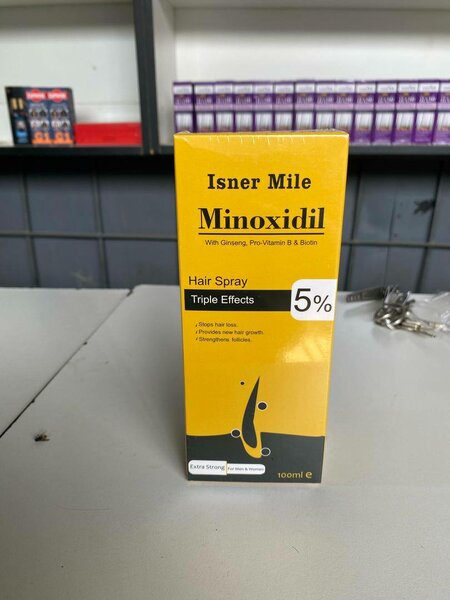 Isner Mile
Minoxidil
With Ginseng, Pro-Vitamin B & Biotin
Hair Spray
Triple Effects
5%
Stops hair loss.
Provides new hair growth.
Strengthens follicles.
Extra Strong
For Men & Women
100ml e